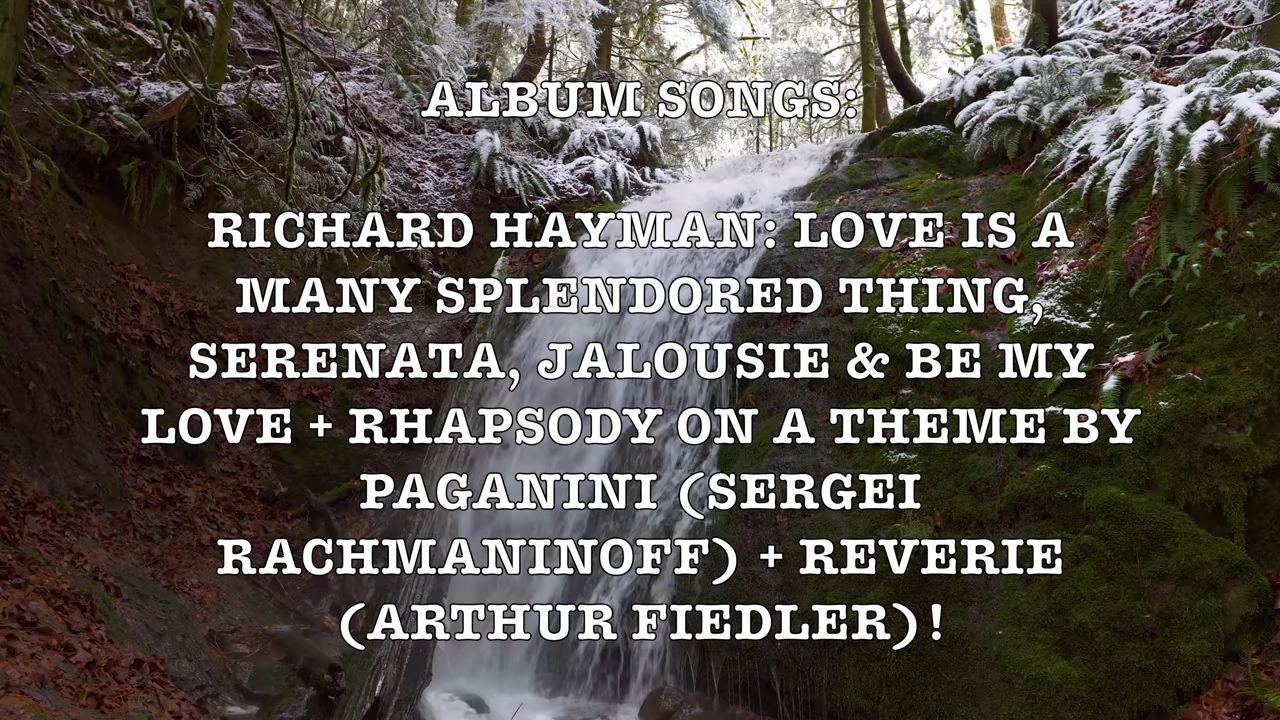 ALBUM SONGS:
RICHARD HAYMAN: LOVE IS A
MANY SPLENDORED THING,
SERENATA, JALOUSIE & BE MY
LOVE + RHAPSODY ON A THEME BY
PAGANINI (SERGEI
RACHMANINOFF) + REVERIE
(ARTHUR FIEDLER)!